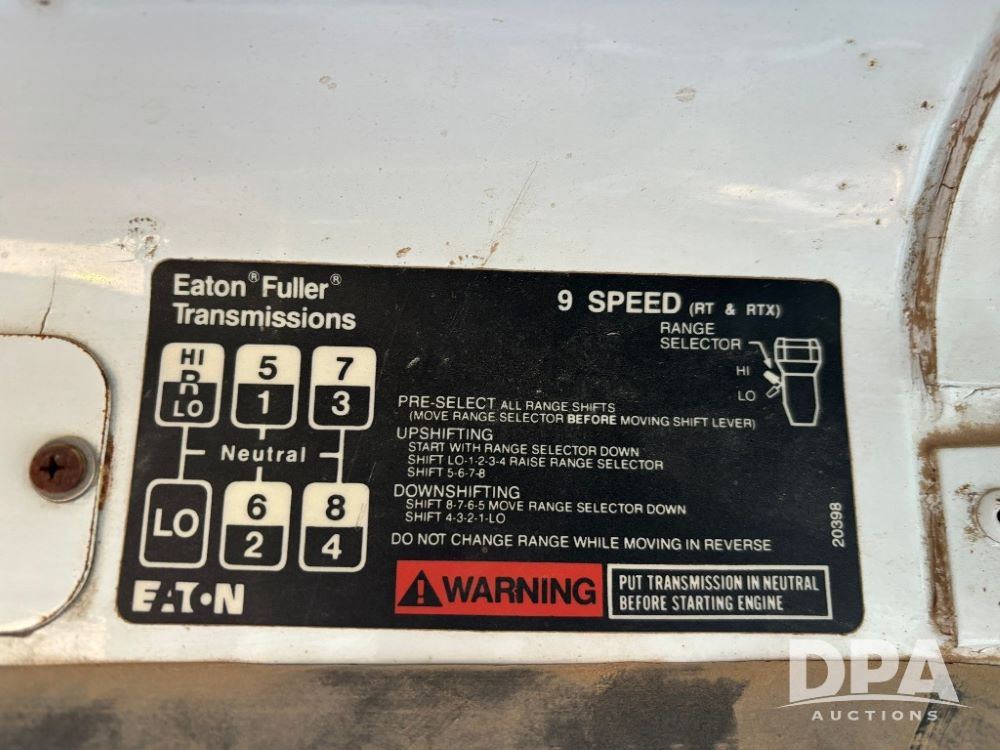 Eaton® Fuller®
Transmissions
9 SPEED (RT & RTX)
RANGE
SELECTOR
HI
LO
HI
R
LO
5
1
7
3
Neutral
LO
6
2
8
4
PRE-SELECT ALL RANGE SHIFTS
(MOVE RANGE SELECTOR BEFORE MOVING SHIFT LEVER)
UPSHIFTING
START WITH RANGE SELECTOR DOWN
SHIFT LO-1-2-3-4 RAISE RANGE SELECTOR
SHIFT 5-6-7-8
DOWNSHIFTING
SHIFT 8-7-6-5 MOVE RANGE SELECTOR DOWN
SHIFT 4-3-2-1-LO
DO NOT CHANGE RANGE WHILE MOVING IN REVERSE
20398
EATON
WARNING
PUT TRANSMISSION IN NEUTRAL
BEFORE STARTING ENGINE
DPA
AUCTIONS